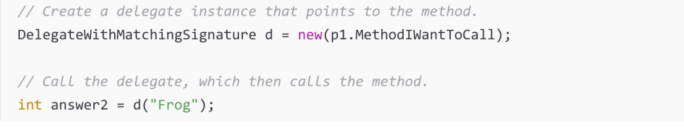 // Create a delegate instance that points to the method.
DelegateWithMatchingSignature d = new(p1.MethodIWantToCall);
// Call the delegate, which then calls the method.
int answer2 = d("Frog");